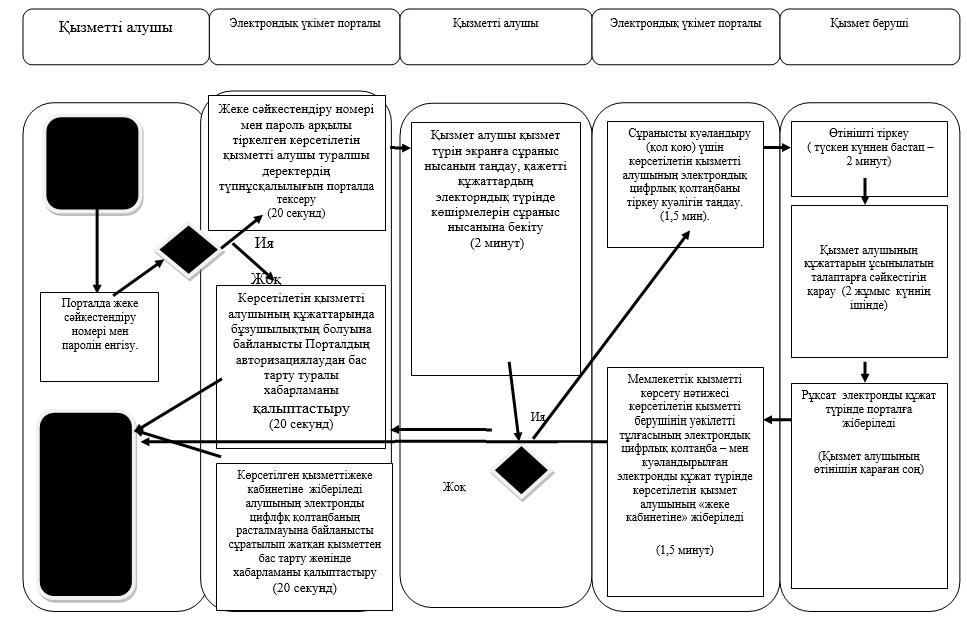 Қызметті алушы
Электрондық үкімет порталы
Қызметті алушы
Электрондық үкімет порталы
Қызмет беруші
Порталда жеке
сәйкестендіру
номері мен
паролін енгізу.
Жеке сәйкестендіру номері
мен пароль арқылы
тіркелген көрсетілетін
қызметті алушы туралшы
деректердің
түпнұсқалылығын порталда
тексеру
(20 секунд)
Ия
Жоқ
Көрсетілетін қызметті
алушының құжаттарында
бұзушылықтың болуына
байланысты Порталдың
авторизациялаудан бас
тарту туралы
хабарламаны
қалыптастыру
(20 секунд)
Көрсетілген қызметтіжеке
кабинетіне жіберіледі
алушының электронды
цифлфқ қолтаңбаның
расталмауына байланысты
сұратылып жатқан қызметтен
бас тарту жөнінде
хабарламаны қалыптастыру
(20 секунд)
Қызмет алушы қызмет
түрін экранға сұраныс
нысанын таңдау, қажетті
құжаттардың
электорндық түрінде
көшірмелерін сұраныс
нысанына бекіту
(2 минут)
Ия
Жоқ
Сұранысты куәландыру
(қол қою) үшін
көрсетілетін қызметті
алушының электрондық
цифрлық қолтаңбаны
тіркеу куәлігін таңдау.
(1,5 мин).
Мемлекеттік қызметті
көрсету нәтижесі
көрсетілетін қызметті
берушінің уәкілетті
тұлғасының электрондық
цифрлық қолтаңба – мен
куәландырылған
электронды құжат түрінде
көрсетілетін қызмет
алушының «жеке
кабинетіне» жіберіледі
(1,5 минут)
Өтінішті тіркеу
( түскен күннен бастап –
2 минут)
Қызмет алушының
құжаттарын ұсынылатын
талаптарға сәйкестігін
қарау (2 жұмыс күннің
ішінде)
Рұқсат электронды құжат
түрінде порталға
жіберіледі
(Қызмет алушының
өтінішін қараған соң)